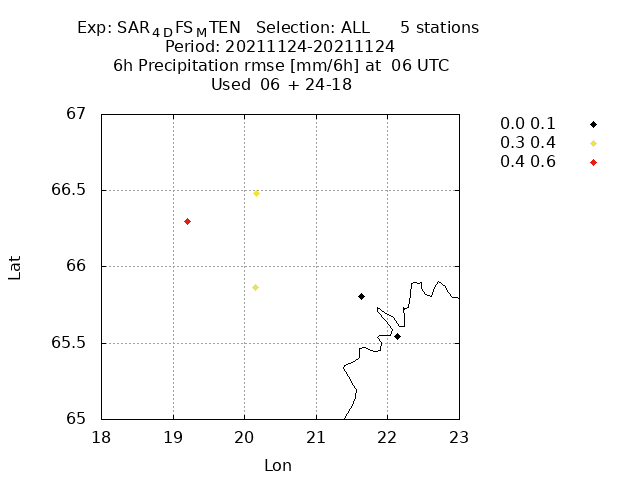 Exp: SAR4DFSMTEN   Selection: ALL      5 stations
Period: 20211124-20211124
6h Precipitation rmse [mm/6h] at  06 UTC
Used  06 + 24-18
0.0 0.1
0.3 0.4
0.4 0.6
67
66.5
66
65.5
65
Lat
18 19 20 21 22 23
Lon